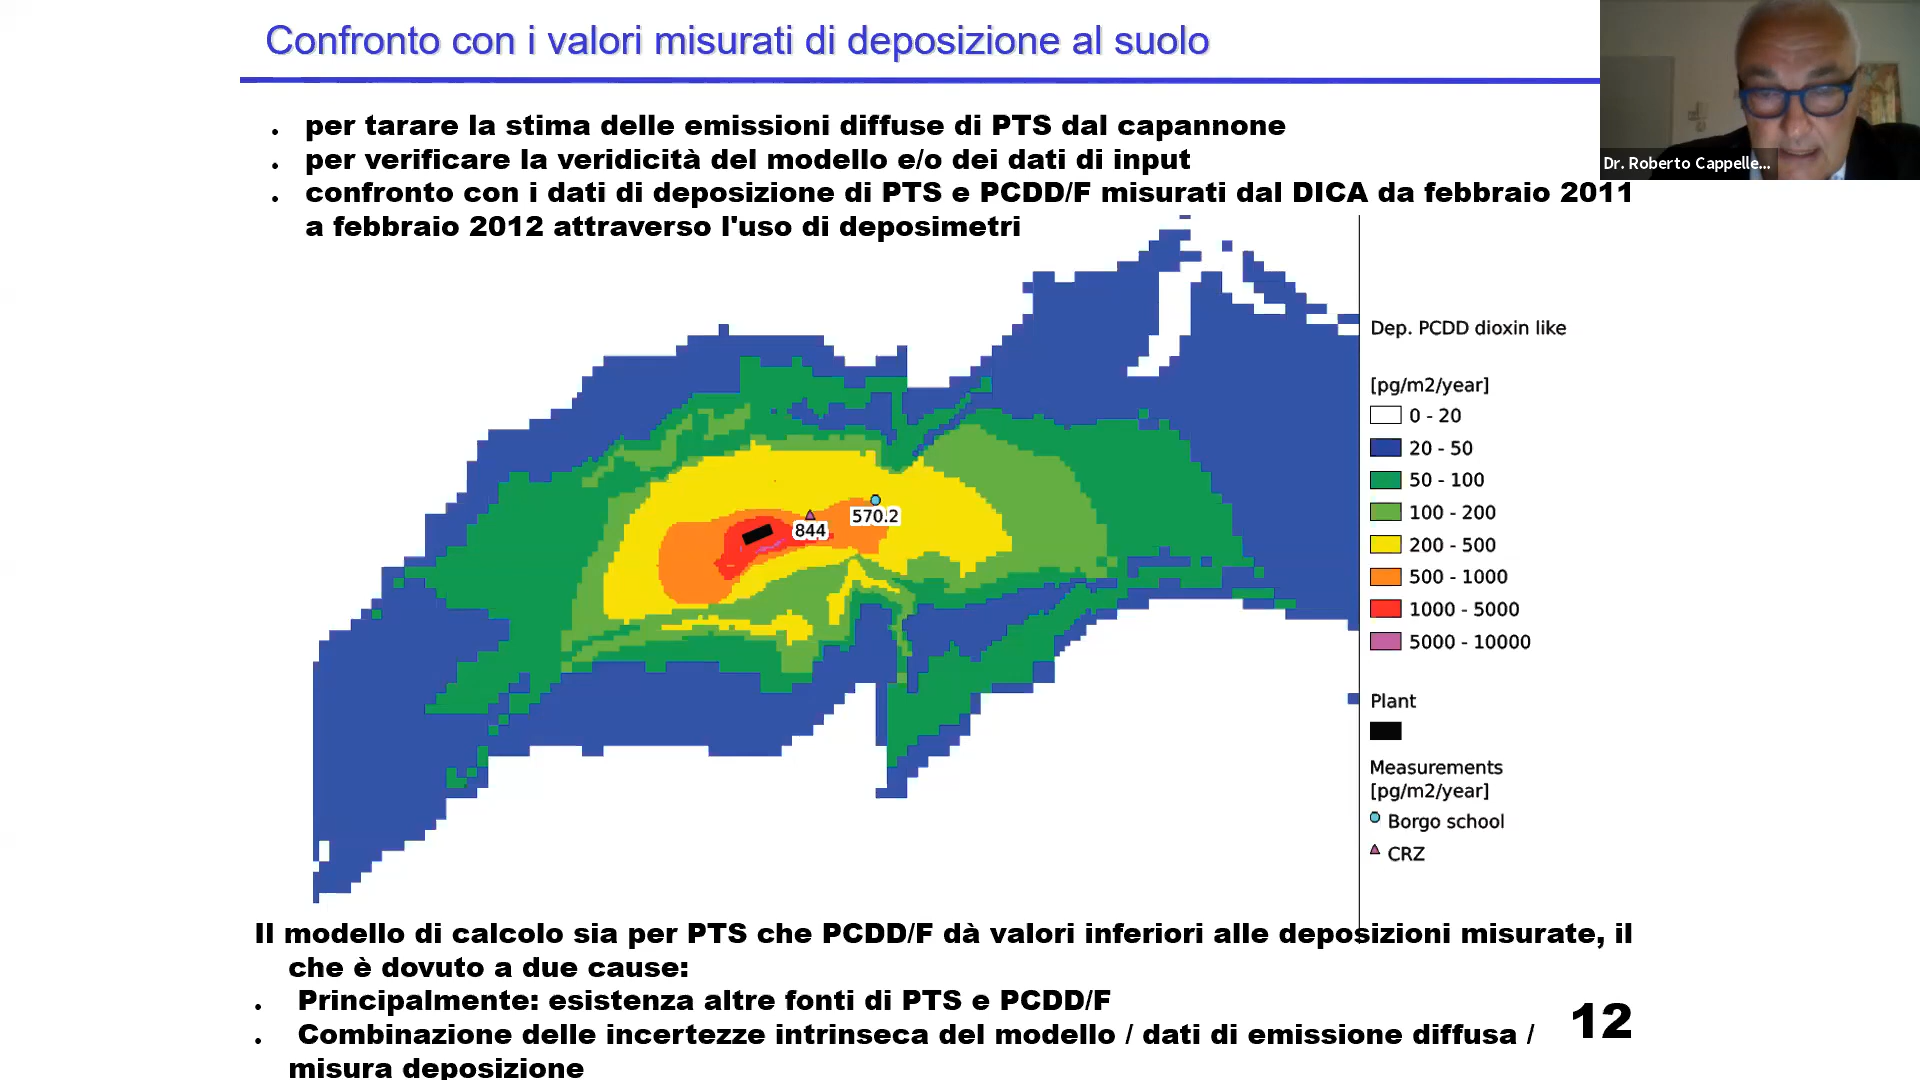 Confronto con i valori misurati di deposizione al suolo
Dr. Roberto Cappelle...
• per tarare la stima delle emissioni diffuse di PTS dal capannone
• per verificare la veridicità del modello e/o dei dati di input
• confronto con i dati di deposizione di PTS e PCDD/F misurati dal DICA da febbraio 2011
a febbraio 2012 attraverso l'uso di deposimetri
844
570.2
Dep. PCDD dioxin like
[pg/m2/year]
0 - 20
20 - 50
50 - 100
100 - 200
200 - 500
500 - 1000
1000 - 5000
5000 - 10000
Plant
Measurements
[pg/m2/year]
Borgo school
CRZ
Il modello di calcolo sia per PTS che PCDD/F dà valori inferiori alle deposizioni misurate, il
che è dovuto a due cause:
• Principalmente: esistenza altre fonti di PTS e PCDD/F
• Combinazione delle incertezze intrinseca del modello / dati di emissione diffusa /
misura deposizione
12